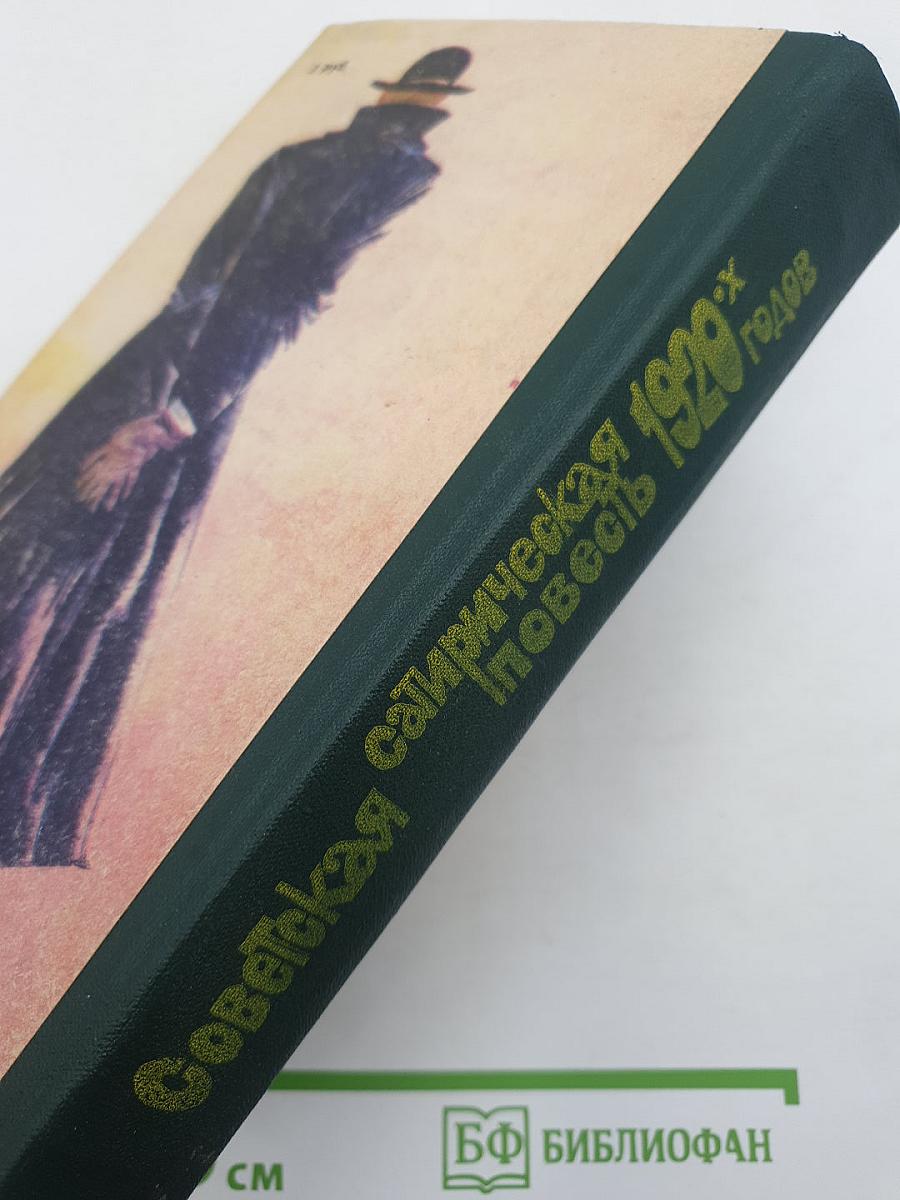 Советская
сатирическая
повесть
1920-х
годов
см
БФ
БИБЛИОФАН